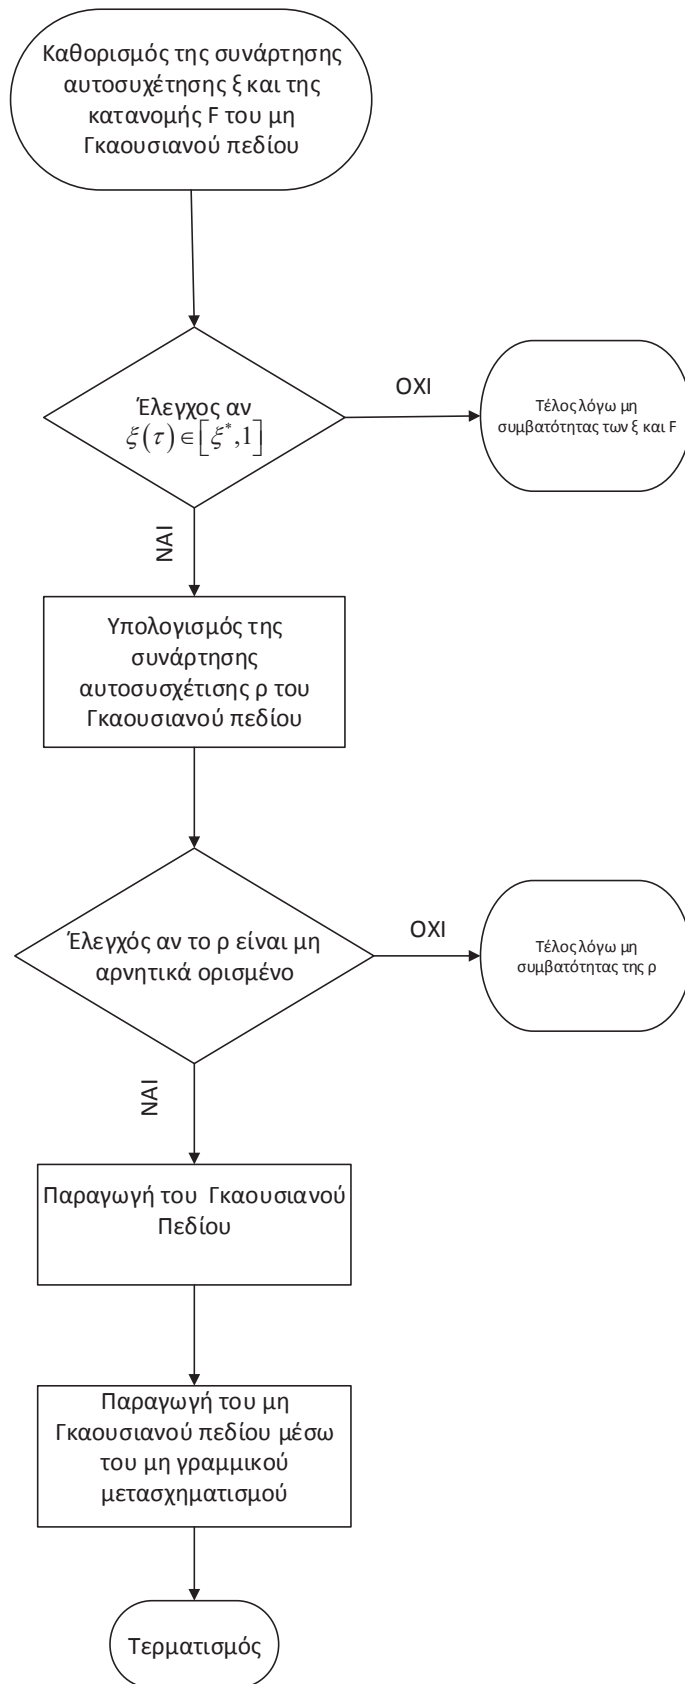 Καθορισμός της συνάρτησης
αυτοσυχέτησης ξ και της
κατανομής F του μη
Γκαουσιανού πεδίου
Έλεγχος αν
ξ(τ)∈[ξ*,1]
ΟΧΙ
Τέλος λόγω μη
συμβατότητας των ξ και F
ΝΑΙ
Υπολογισμός της
συνάρτησης
αυτοσυσχέτισης ρ του
Γκαουσιανού πεδίου
Έλεγχός αν το ρ είναι μη
αρνητικά ορισμένο
ΟΧΙ
Τέλος λόγω μη
συμβατότητας της ρ
ΝΑΙ
Παραγωγή του Γκαουσιανού
Πεδίου
Παραγωγή του μη
Γκαουσιανού πεδίου μέσω
του μη γραμμικού
μετασχηματισμού
Τερματισμός